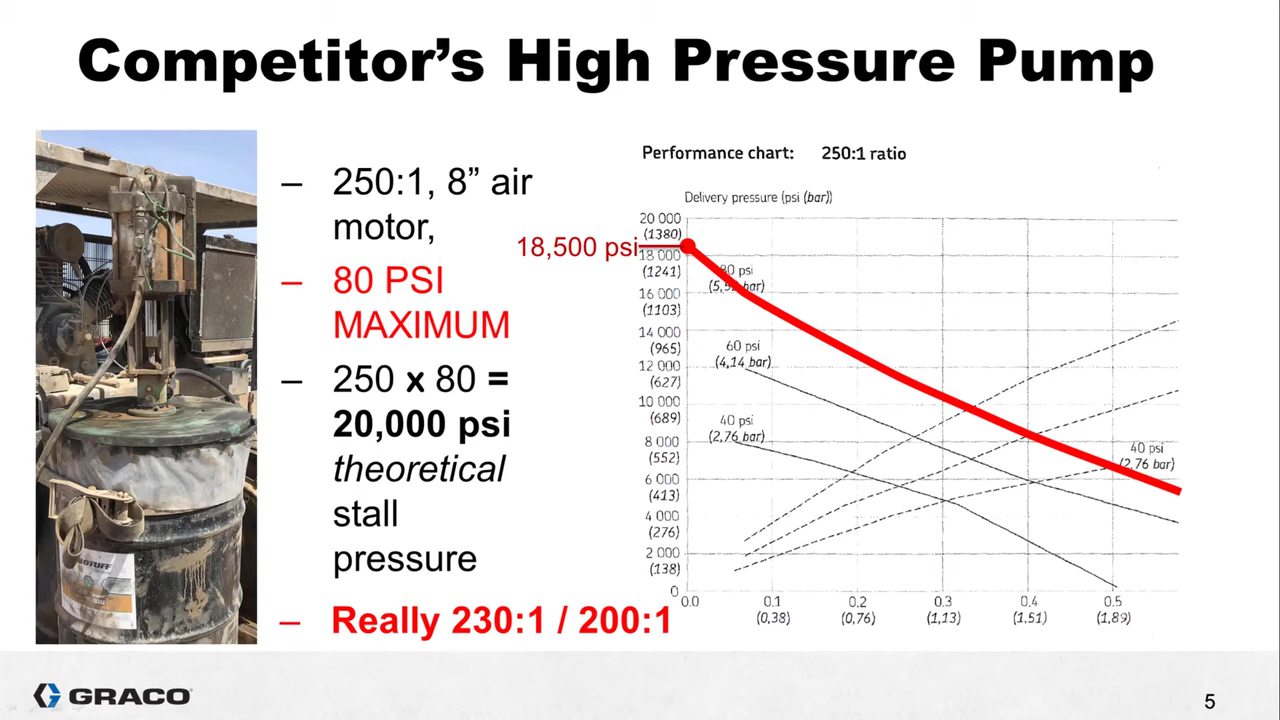 Competitor's High Pressure Pump
– 250:1, 8” air
motor,
– 80 PSI
MAXIMUM
– 250 x 80 =
20,000 psi
theoretical
stall
pressure
– Really 230:1 / 200:1
Performance chart: 250:1 ratio
Delivery pressure (psi (bar))
18,500 psi
20 000
(1380)
18 000
(1241)
16 000
(1103)
14 000
(965)
12 000
(627)
10 000
(689)
8 000
(552)
6 000
(413)
4 000
(276)
2 000
(138)
0
psi
bar)
60 psi
(4,14 bar)
40 psi
(2,76 bar)
40 psi
(2,76 bar)
0.0 0.1 0.2 0.3 0.4 0.5
(0,38) (0,76) (1,13) (1,51) (1,89)
GRACO
5